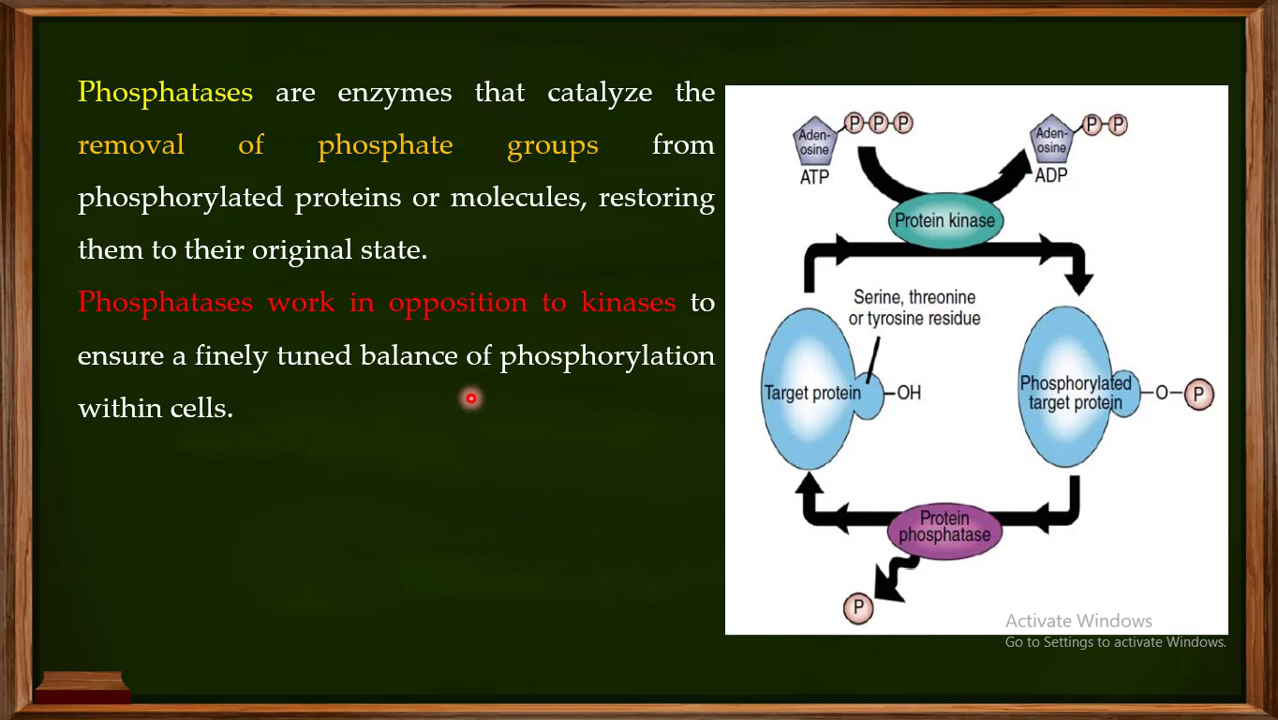 Phosphatases are enzymes that catalyze the
removal of phosphate groups from
phosphorylated proteins or molecules, restoring
them to their original state.
Phosphatases work in opposition to kinases to
ensure a finely tuned balance of phosphorylation
within cells.
P-P-P
Aden-
osine
ATP
P-P
Aden-
osine
ADP
Protein kinase
Serine, threonine
or tyrosine residue
Target protein
OH
Phosphorylated
target protein
O
P
Protein
phosphatase
P
Activate Windows
Go to Settings to activate Windows.